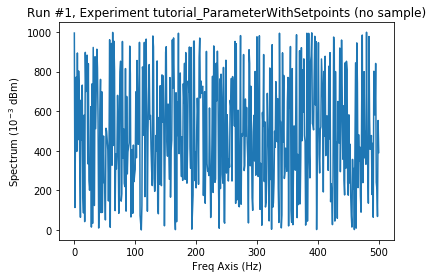 Run #1, Experiment tutorial_ParameterWithSetpoints (no sample)
1000
800
600
400
200
0
Spectrum (10⁻³ dBm)
0 100 200 300 400 500
Freq Axis (Hz)